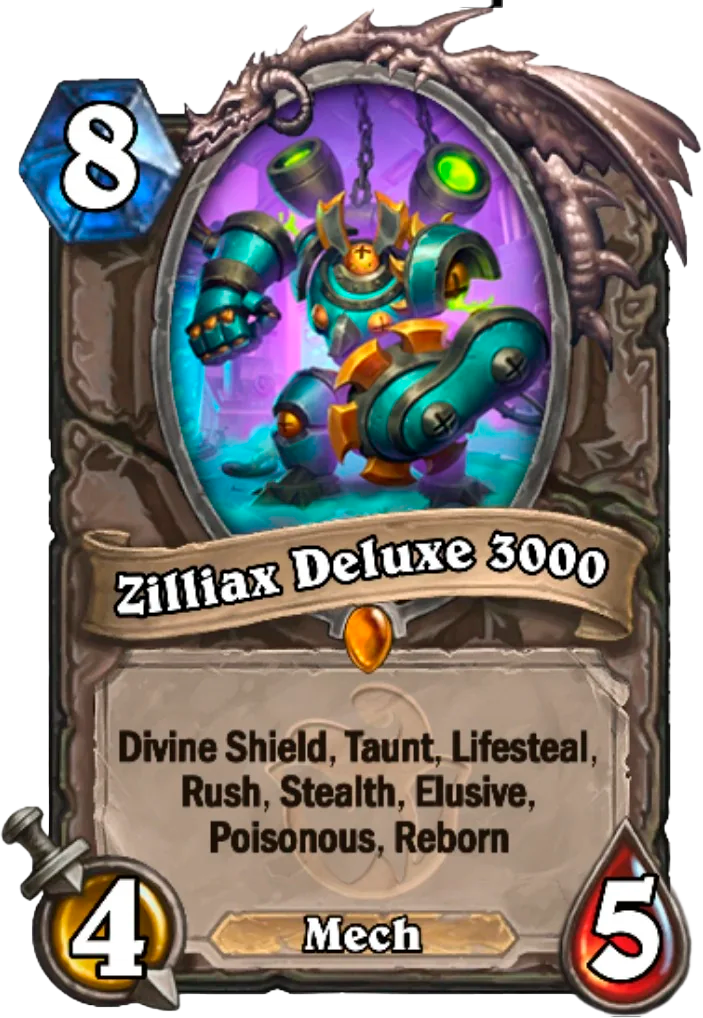 8
Zilliax Deluxe 3000
Divine Shield, Taunt, Lifesteal,
Rush, Stealth, Elusive,
Poisonous, Reborn
4
Mech
5